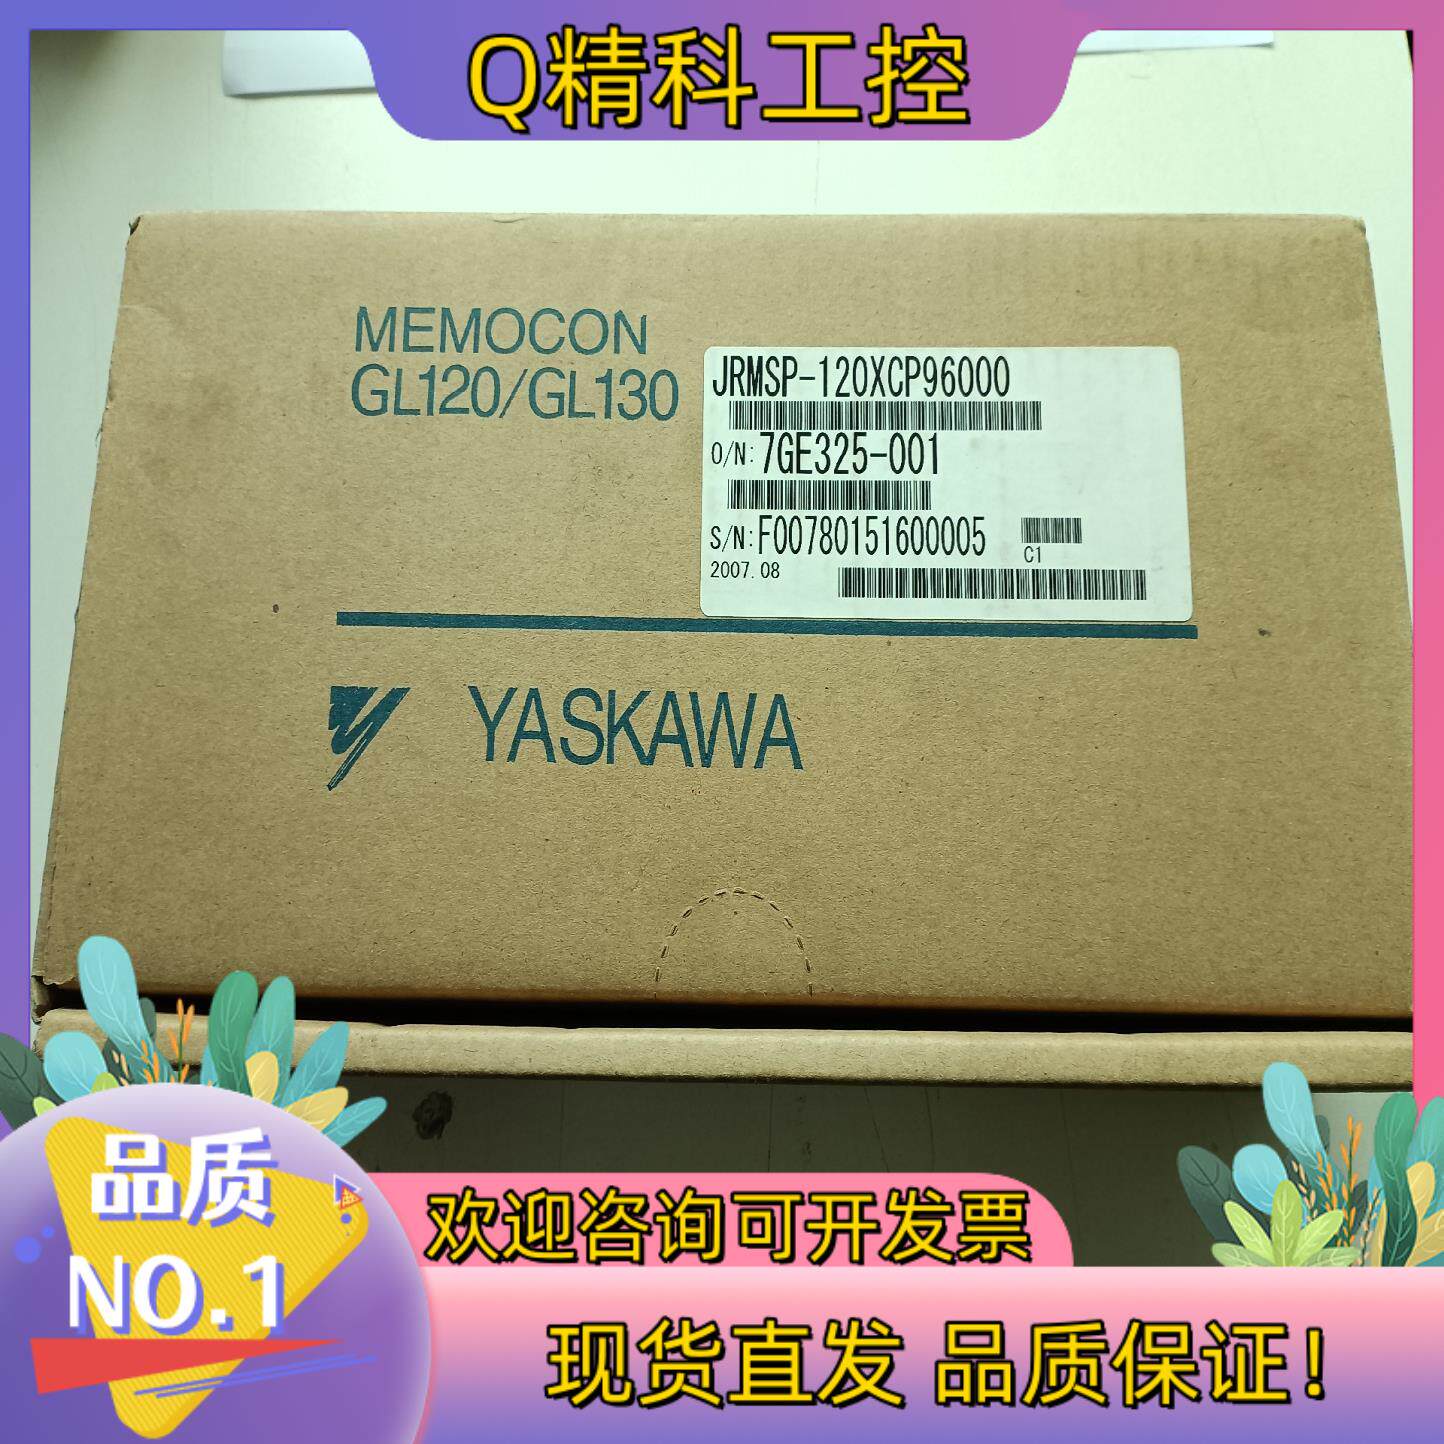 Q精科工控
MEMOCON
GL120/GL130
JRMSP-120XCP96000
O/N: 7GE325-001
S/N: F00780151600005
C1
2007.08
YASKAWA
品质
NO.1
欢迎咨询可开发票
现货直发 品质保证!